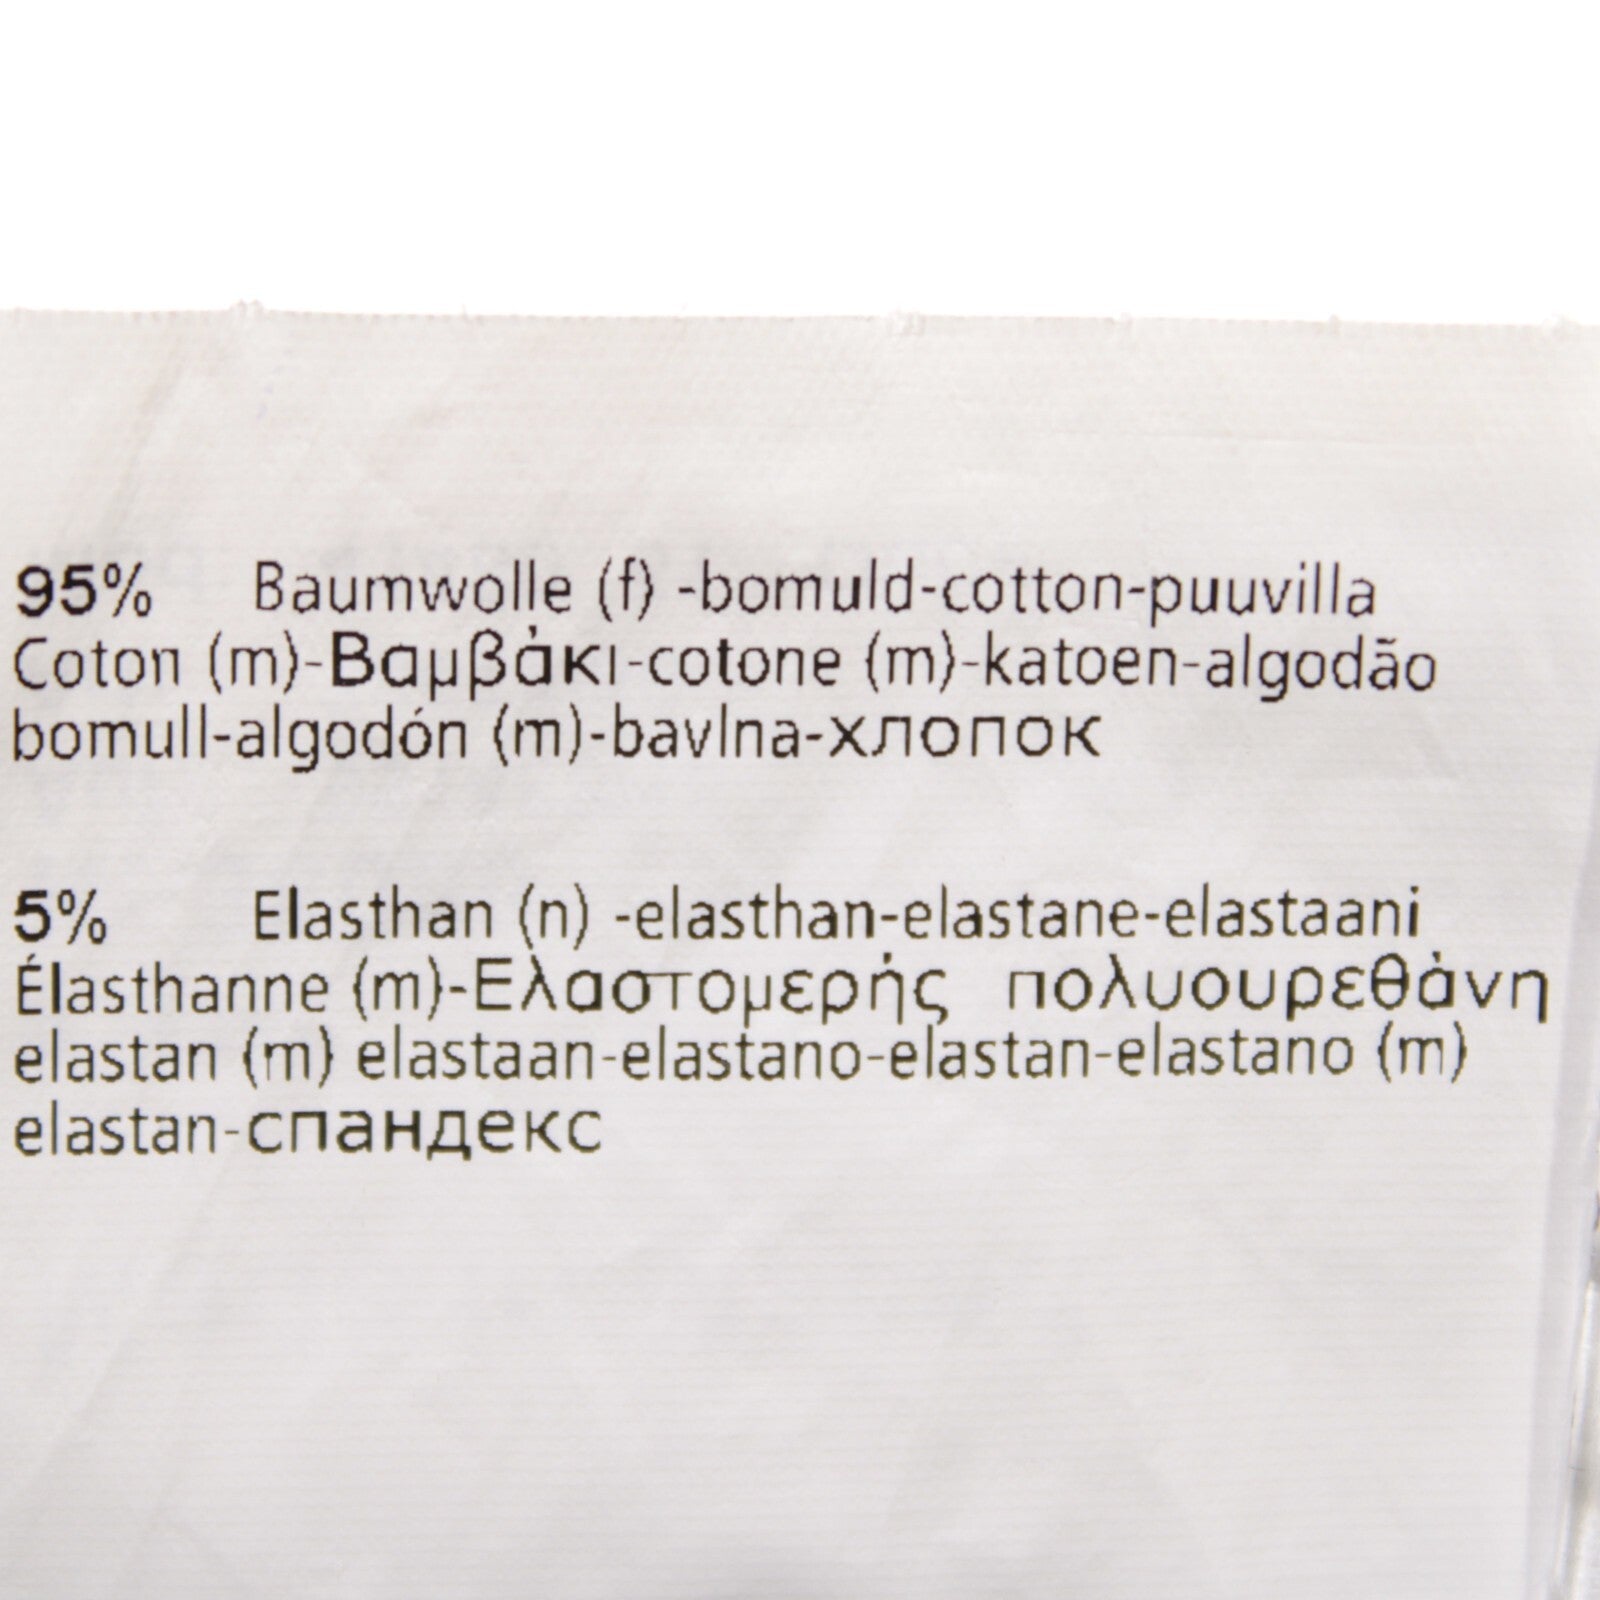 95% Baumwolle (f) -bomuld-cotton-puuvilla
Coton (m)-Βαμβάκι-cotone (m)-katoen-algodão
bomull-algodón (m)-bavlna-хлопок
5% Elasthan (n) -elasthan-elastane-elastaani
Élasthanne (m)-Ελαστομερής πολυουρεθάνη
elastan (m) elastaan-elastano-elastan-elastano (m)
elastan-спандекс